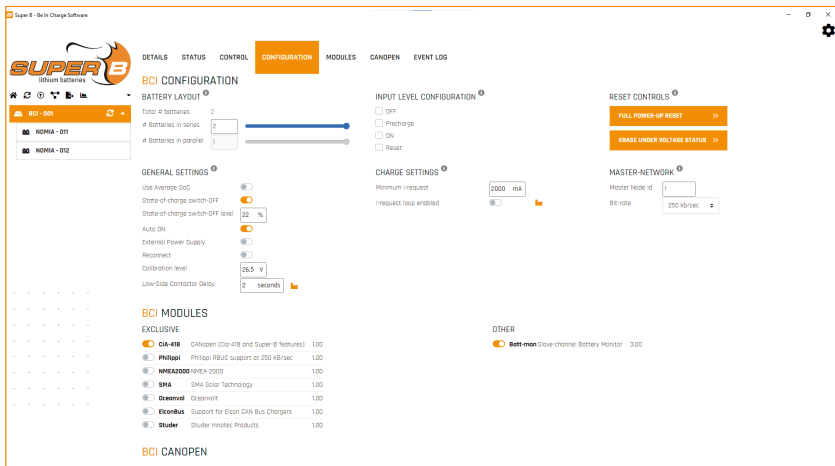 Super B - Be In Charge Software
SUPER B
lithium batteries
DETAILS STATUS CONTROL CONFIGURATION MODULES CANOPEN EVENT LOG
BCI - 001
NOMIA - 011
NOMIA - 012
BCI CONFIGURATION
BATTERY LAYOUT
Total # batteries 2
# Batteries in series 2
# Batteries in parallel 1
INPUT LEVEL CONFIGURATION
OFF
Precharge
ON
Reset
RESET CONTROLS
FULL POWER-UP RESET >>
ERASE UNDER VOLTAGE STATUS >>
GENERAL SETTINGS
Use Average SoC
State-of-charge switch-OFF
State-of-charge switch-OFF level 22 %
Auto ON
External Power Supply
Reconnect
Calibration level 26,5 V
Low-Side Contactor Delay 2 seconds
CHARGE SETTINGS
Minimum I-request 2000 mA
I-request loop enabled
MASTER-NETWORK
Master Node id 1
Bit-rate 250 kb/sec
BCI MODULES
EXCLUSIVE
CiA-418 CANopen (Cia-418 and Super-B features) 1.00
Philippi Philippi RBUS support at 250 KB/sec 1.00
NMEA2000 NMEA-2000 1.00
SMA SMA Solar Technology 1.00
Oceanvol Oceanvolt 1.00
ElconBus Support for Elcon CAN Bus Chargers 1.00
Studer Studer Innotec Products 1.00
OTHER
Batt-mon Slave-channel Battery Monitor 3.00
BCI CANOPEN